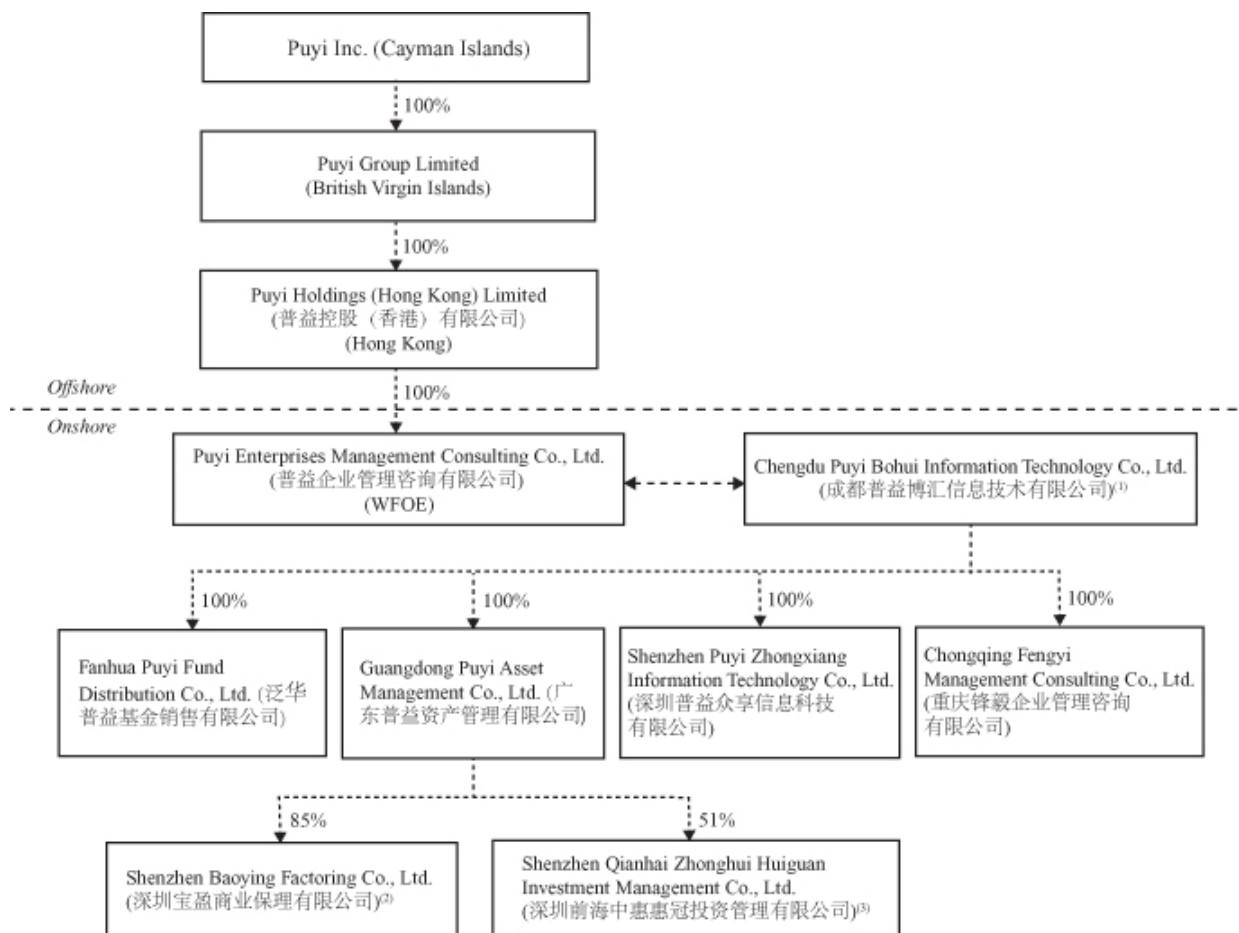 Puyi Inc. (Cayman Islands)
100%
Puyi Group Limited
(British Virgin Islands)
100%
Puyi Holdings (Hong Kong) Limited
(普益控股（香港）有限公司)
(Hong Kong)
Offshore
100%
Onshore
Puyi Enterprises Management Consulting Co., Ltd.
(普益企业管理咨询有限公司)
(WFOE)
Chengdu Puyi Bohui Information Technology Co., Ltd.
(成都普益博汇信息技术有限公司)(1)
100%
100%
100%
100%
Fanhua Puyi Fund
Distribution Co., Ltd. (泛华
普益基金销售有限公司)
Guangdong Puyi Asset
Management Co., Ltd. (广
东普益资产管理有限公司)
Shenzhen Puyi Zhongxiang
Information Technology Co., Ltd.
(深圳普益众享信息科技
有限公司)
Chongqing Fengyi
Management Consulting Co., Ltd.
(重庆锋毅企业管理咨询
有限公司)
85%
51%
Shenzhen Baoying Factoring Co., Ltd.
(深圳宝盈商业保理有限公司)(2)
Shenzhen Qianhai Zhonghui Huiguan
Investment Management Co., Ltd.
(深圳前海中惠惠冠投资管理有限公司)(3)